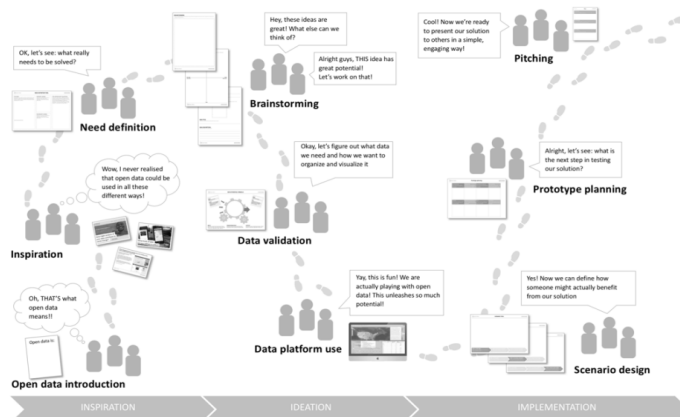 OK, let's see: what really
needs to be solved?
Need definition
Wow, I never realised
that open data could be
used in all these
different ways!
Inspiration
Oh, THAT'S what
open data
means!!
Open data is:
Open data introduction
Hey, these ideas are
great! What else can we
think of?
Alright guys, THIS idea has
great potential!
Let's work on that!
Brainstorming
Okay, let's figure out what data
we need and how we want to
organize and visualize it
Data validation
Yay, this is fun! We are
actually playing with open
data! This unleashes so much
potential!
Data platform use
Cool! Now we're ready
to present our solution
to others in a simple,
engaging way!
Pitching
Alright, let's see: what is
the next step in testing
our solution?
Prototype planning
Yes! Now we can define how
someone might actually benefit
from our solution
Scenario design
INSPIRATION
IDEATION
IMPLEMENTATION